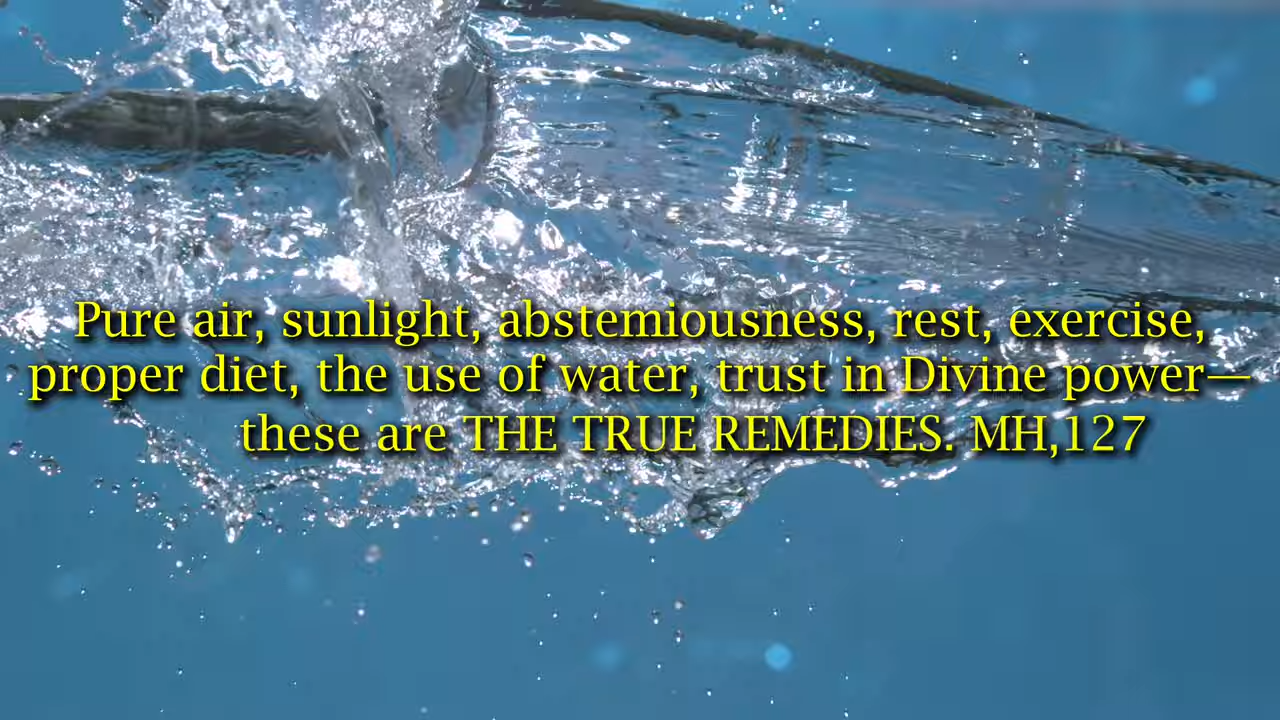 Pure air, sunlight, abstemiousness, rest, exercise,
proper diet, the use of water, trust in Divine power—
these are THE TRUE REMEDIES. MH,127